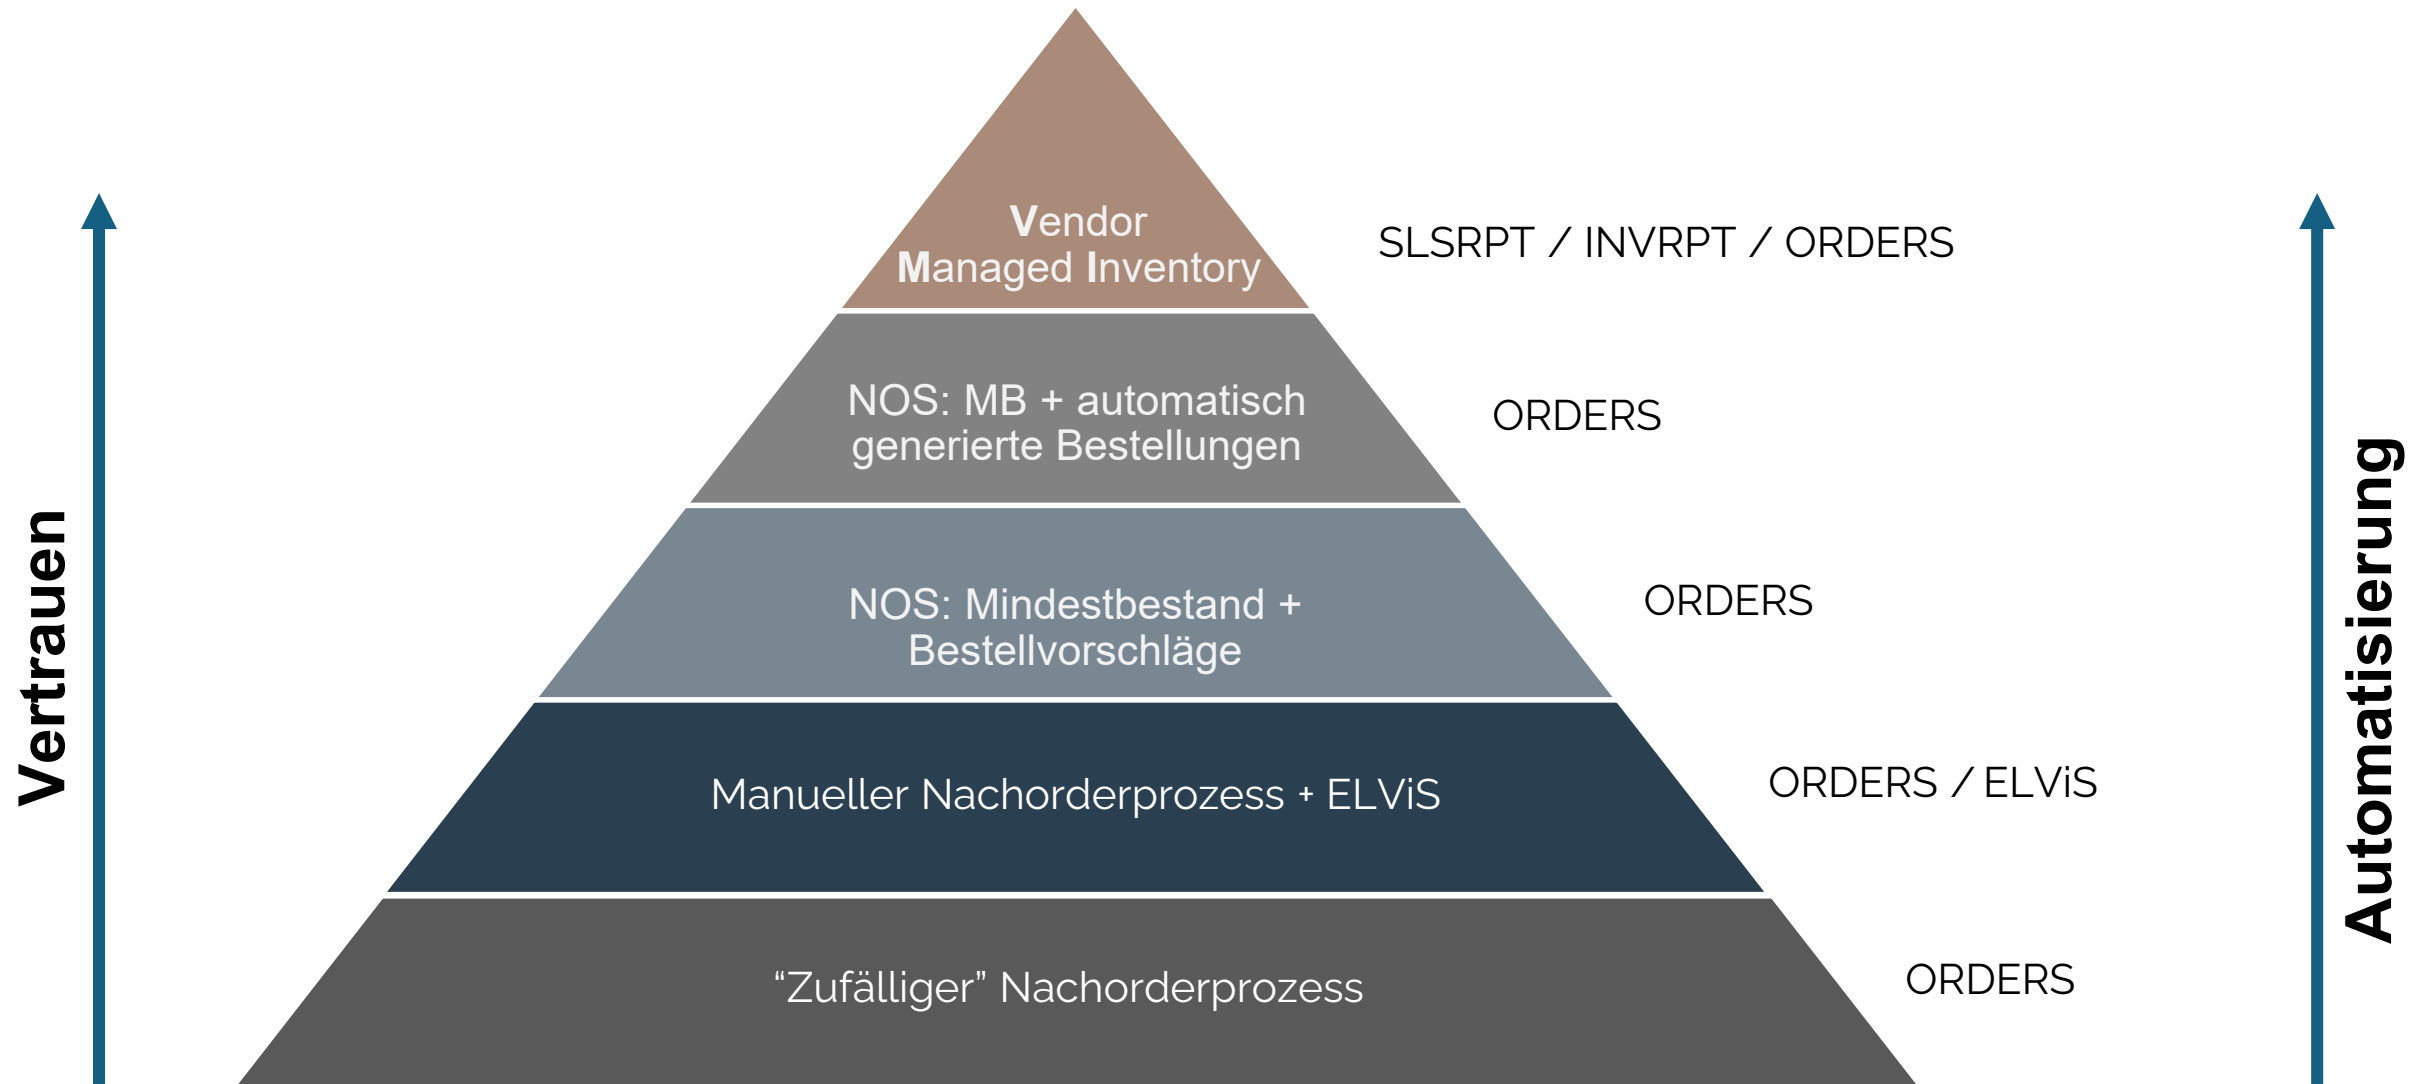 Vendor
Managed Inventory
SLSRPT / INVRPT / ORDERS
NOS: MB + automatisch
generierte Bestellungen
ORDERS
NOS: Mindestbestand +
Bestellvorschläge
ORDERS
Manueller Nachorderprozess + ELViS
ORDERS / ELViS
“Zufälliger” Nachorderprozess
ORDERS
Vertrauen
Automatisierung